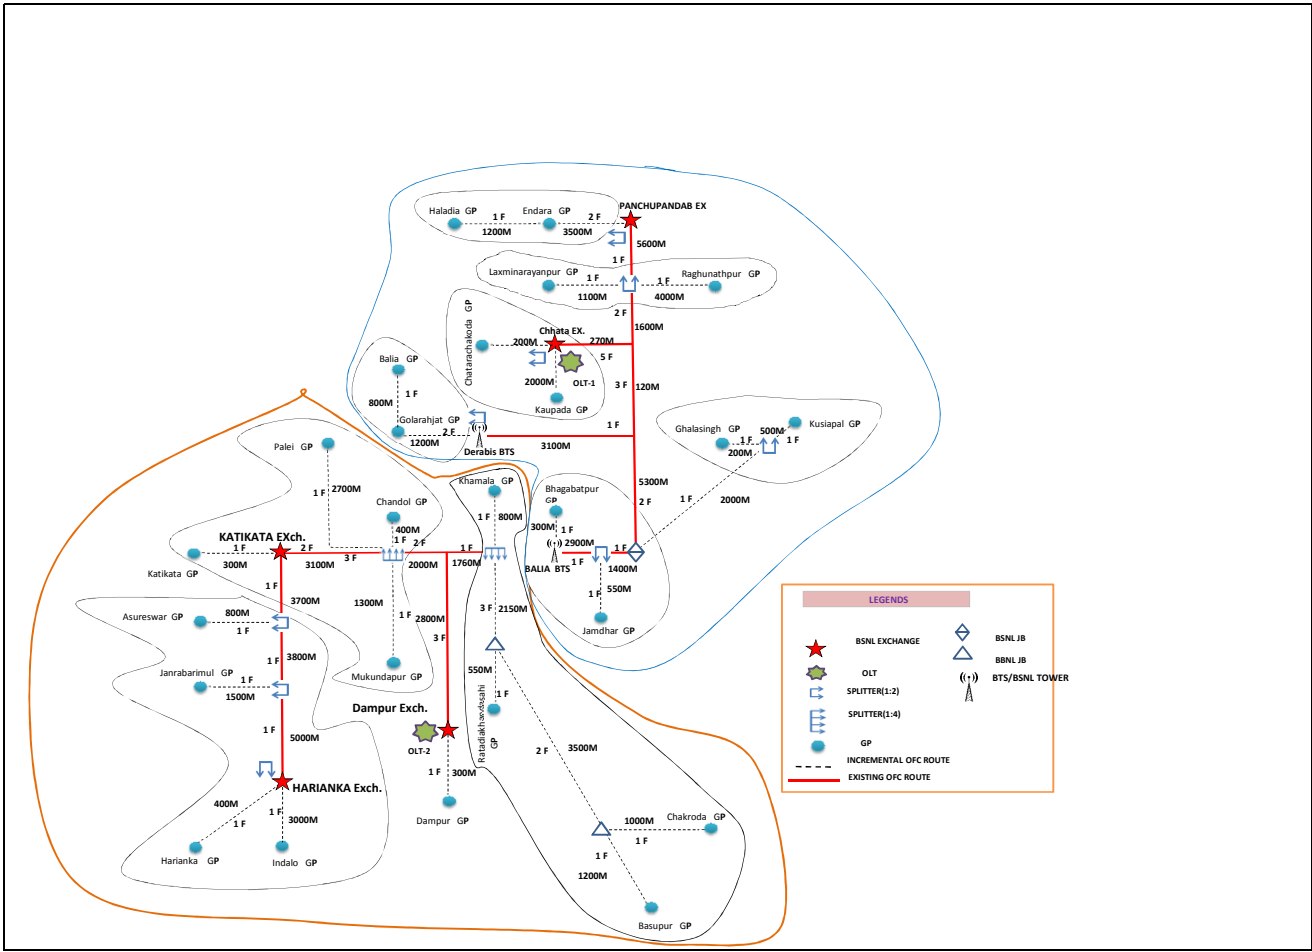 PANCHUPANDAB EX
Haladia GP
1 F
Endara GP
2 F
1200M
3500M
5600M
1 F
Laxminarayanpur GP
1 F
1 F
Raghunathpur GP
1100M
4000M
2 F
1600M
Chatarachakoda GP
Chhata EX.
200M
270M
5 F
2000M
OLT-1
3 F
120M
Kaupada GP
Balia GP
1 F
800M
Golarahjat GP
2 F
1200M
Derabis BTS
1 F
3100M
Ghalasingh GP
500M
Kusiapal GP
1 F
1 F
200M
5300M
2 F
1 F
2000M
Palei GP
1 F
2700M
Chandol GP
400M
1 F
Khamala GP
1 F
800M
Bhagabatpur
GP
300M
1 F
2900M
1 F
BALIA BTS
1 F
1400M
1 F
550M
Jamdhar GP
KATIKATA EXch.
1 F
2 F
300M
3100M
3 F
2 F
2000M
1 F
1760M
Katikata GP
1 F
3700M
1300M
1 F
2800M
3 F
3 F
2150M
Asureswar GP
800M
1 F
1 F
3800M
Janrabarimul GP
1 F
1500M
Mukundapur GP
550M
1 F
Ratadiakhandasahi
GP
Dampur Exch.
OLT-2
1 F
5000M
1 F
300M
Dampur GP
2 F
3500M
HARIANKA Exch.
400M
1 F
1 F
3000M
Harianka GP
Indalo GP
1000M
Chakroda GP
1 F
1 F
1200M
Basupur GP
LEGENDS
BSNL EXCHANGE
BSNL JB
OLT
BBNL JB
SPLITTER(1:2)
BTS/BSNL TOWER
SPLITTER(1:4)
GP
INCREMENTAL OFC ROUTE
EXISTING OFC ROUTE